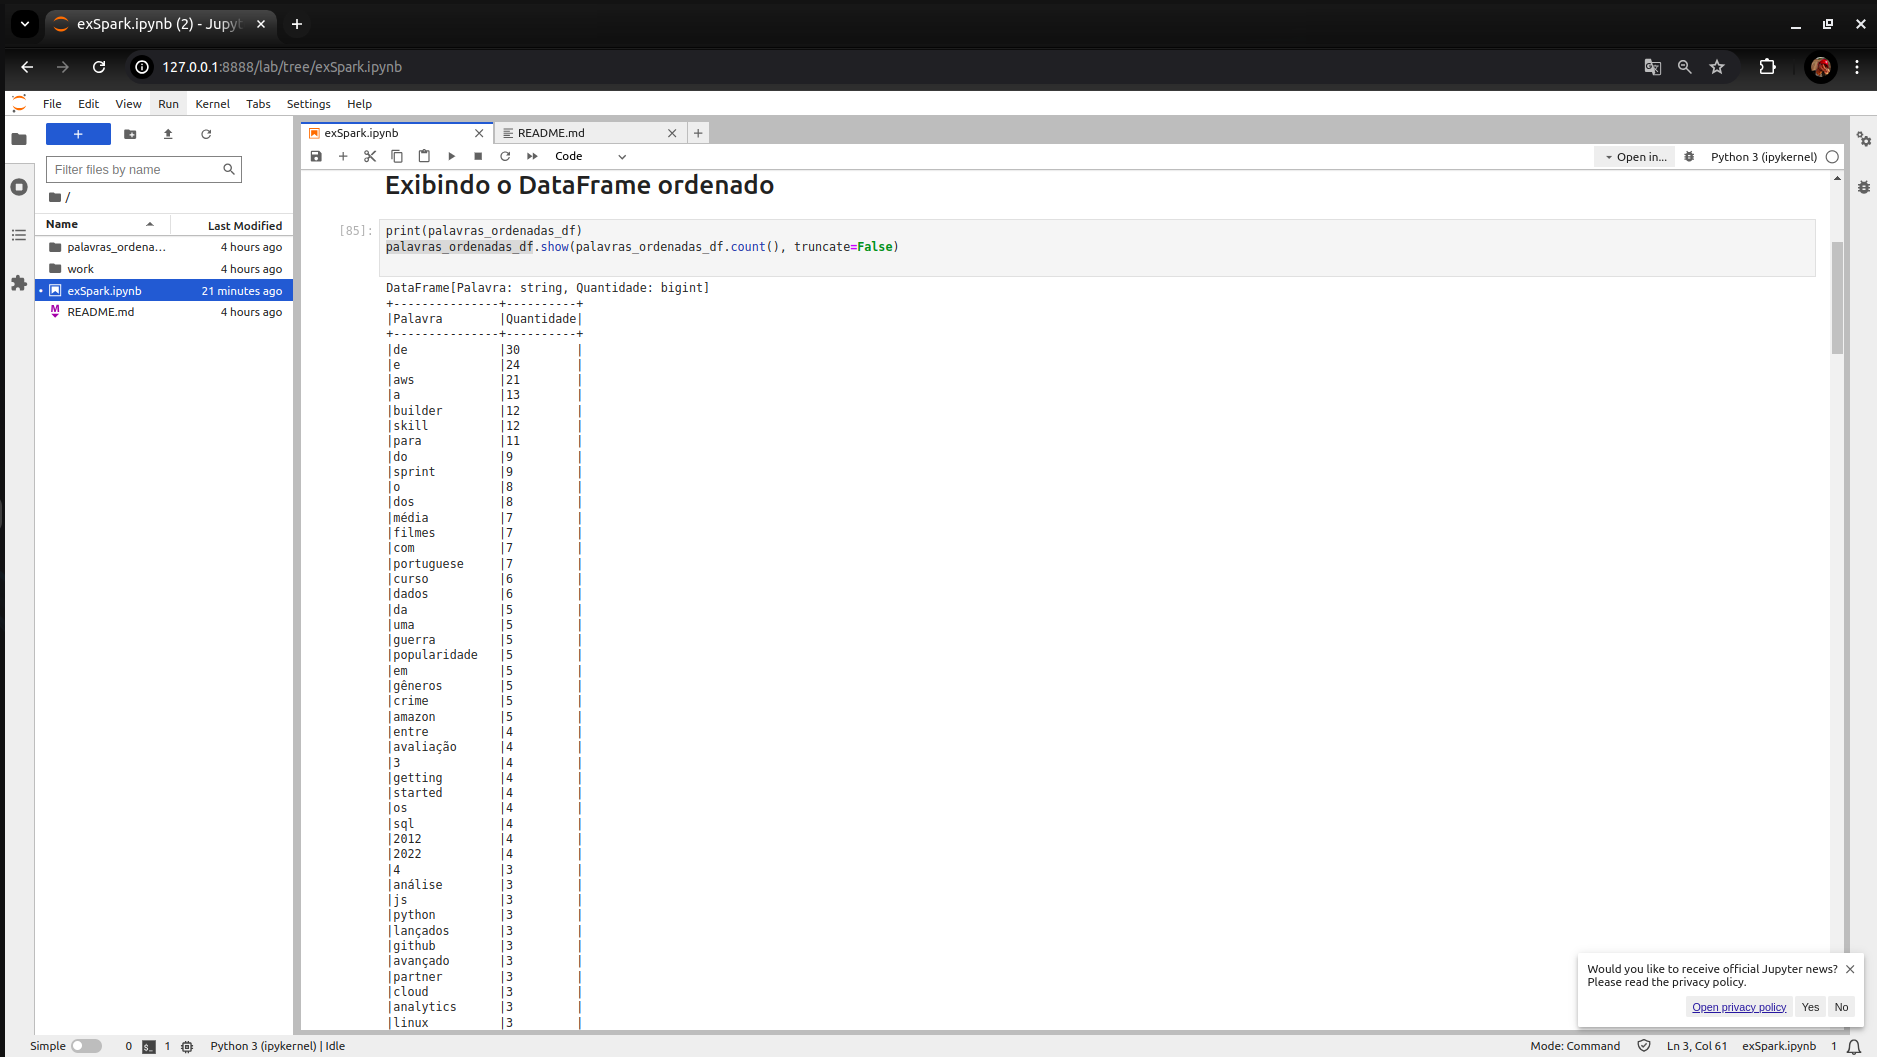 exSpark.ipynb (2) - Jupyt
127.0.0.1:8888/lab/tree/exSpark.ipynb
File Edit View Run Kernel Tabs Settings Help
Filter files by name
/
Name Last Modified
palavras_ordena... 4 hours ago
work 4 hours ago
exSpark.ipynb 21 minutes ago
README.md 4 hours ago
exSpark.ipynb README.md
Code Open in... Python 3 (ipykernel)
Exibindo o DataFrame ordenado
[85]: print(palavras_ordenadas_df)
palavras_ordenadas_df.show(palavras_ordenadas_df.count(), truncate=False)
DataFrame[Palavra: string, Quantidade: bigint]
+---------------+----------+
|Palavra        |Quantidade|
+---------------+----------+
|de             |30        |
|e              |24        |
|aws            |21        |
|a              |13        |
|builder        |12        |
|skill          |12        |
|para           |11        |
|do             |9         |
|sprint         |9         |
|o              |8         |
|dos            |8         |
|média          |7         |
|filmes         |7         |
|com            |7         |
|portuguese     |7         |
|curso          |6         |
|dados          |6         |
|da             |5         |
|uma            |5         |
|guerra         |5         |
|popularidade   |5         |
|em             |5         |
|gêneros        |5         |
|crime          |5         |
|amazon         |5         |
|entre          |4         |
|avaliação      |4         |
|3              |4         |
|getting        |4         |
|started        |4         |
|os             |4         |
|sql            |4         |
|2012           |4         |
|2022           |4         |
|4              |3         |
|análise        |3         |
|js             |3         |
|python         |3         |
|lançados       |3         |
|github         |3         |
|avançado       |3         |
|partner        |3         |
|cloud          |3         |
|analytics      |3         |
|linux          |3         |
Would you like to receive official Jupyter news?
Please read the privacy policy.
Open privacy policy Yes No
Simple 0 1 Python 3 (ipykernel) | Idle Mode: Command Ln 3, Col 61 exSpark.ipynb 1